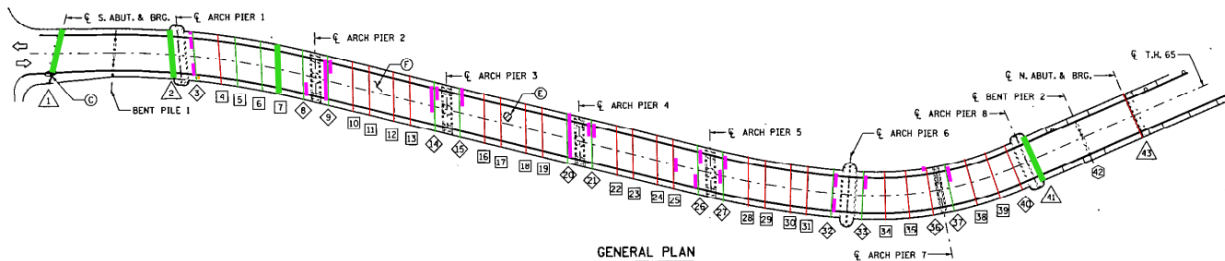 ℄ S. ABUT. & BRG.
℄ ARCH PIER 1
℄ ARCH PIER 2
℄ ARCH PIER 3
℄ ARCH PIER 4
℄ ARCH PIER 5
℄ ARCH PIER 6
℄ ARCH PIER 8
℄ BENT PIER 2
℄ N. ABUT. & BRG.
℄ T.H. 65
F
E
C
BENT PILE 1
1 2 3 4 5 6 7 8 9 10 11 12 13 14 15 16 17 18 19 20 21 22 23 24 25 26 27 28 29 30 31 32 33 34 35 36 37 38 39 40 41 42 43
℄ ARCH PIER 7
GENERAL PLAN